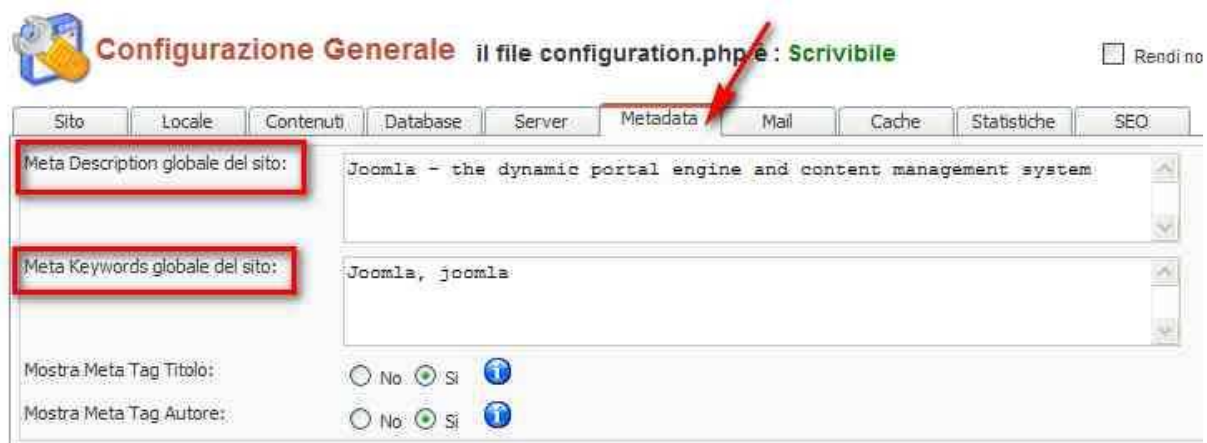 Configurazione Generale il file configuration.php è : Scrivibile Rendi no
Sito Locale Contenuti Database Server Metadata Mail Cache Statistiche SEO
Meta Description globale del sito: Joomla - the dynamic portal engine and content management system
Meta Keywords globale del sito: Joomla, joomla
Mostra Meta Tag Titolo: No Si
Mostra Meta Tag Autore: No Si